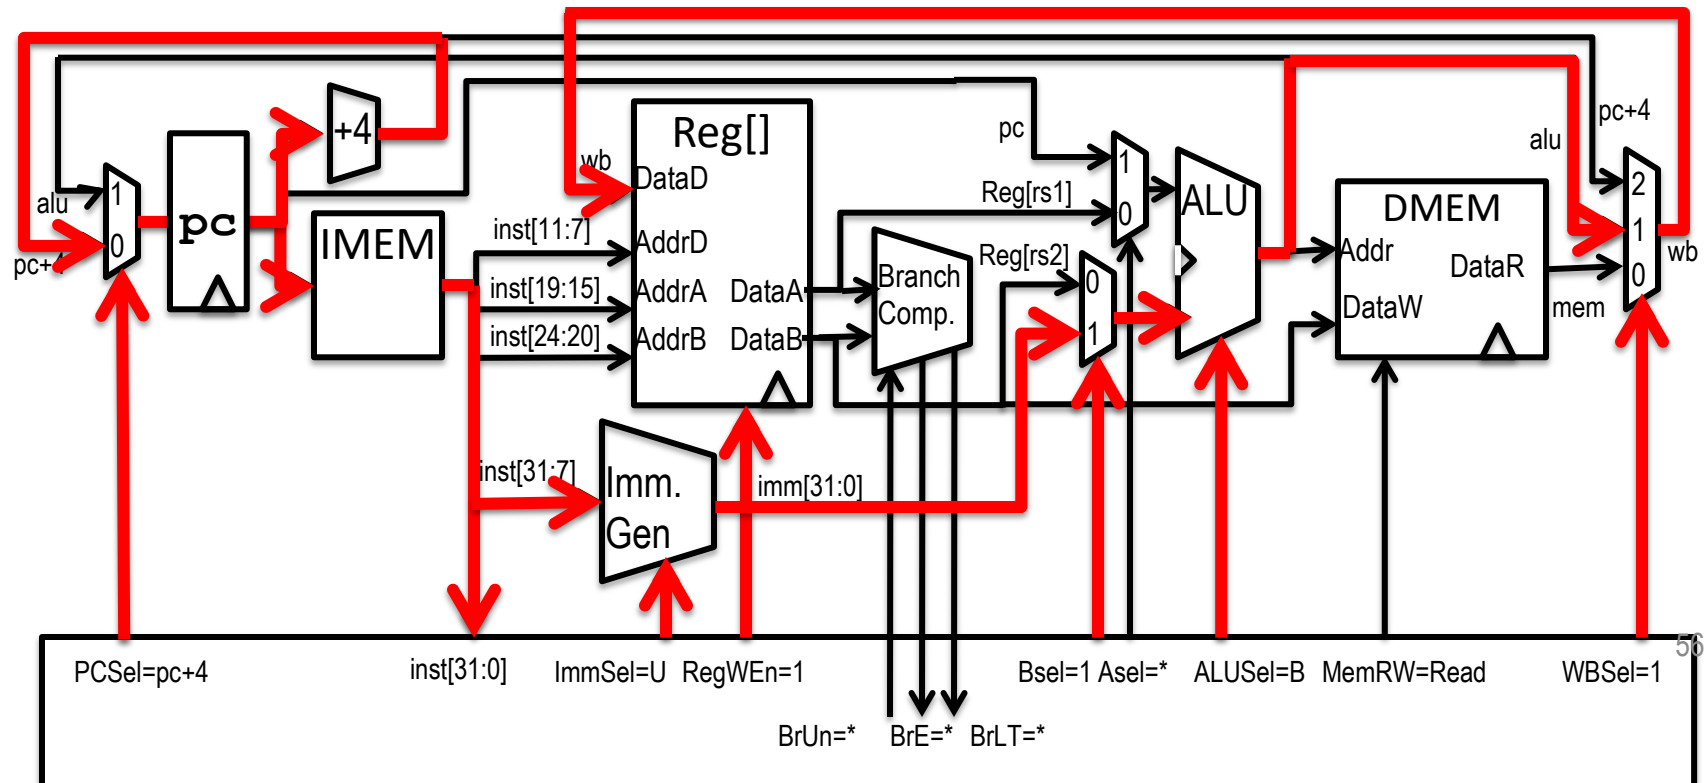 pc+4
alu
pc+4
1
0
pc
+4
IMEM
inst[11:7]
inst[19:15]
inst[24:20]
inst[31:7]
wb
Reg[]
DataD
AddrD
AddrA
AddrB
DataA
DataB
Imm.
Gen
imm[31:0]
Branch
Comp.
pc
Reg[rs1]
Reg[rs2]
1
0
0
1
ALU
DMEM
Addr
DataR
DataW
mem
alu
2
1
0
wb
56
PCSel=pc+4
inst[31:0]
ImmSel=U
RegWEn=1
Bsel=1
Asel=*
ALUSel=B
MemRW=Read
WBSel=1
BrUn=*
BrE=*
BrLT=*